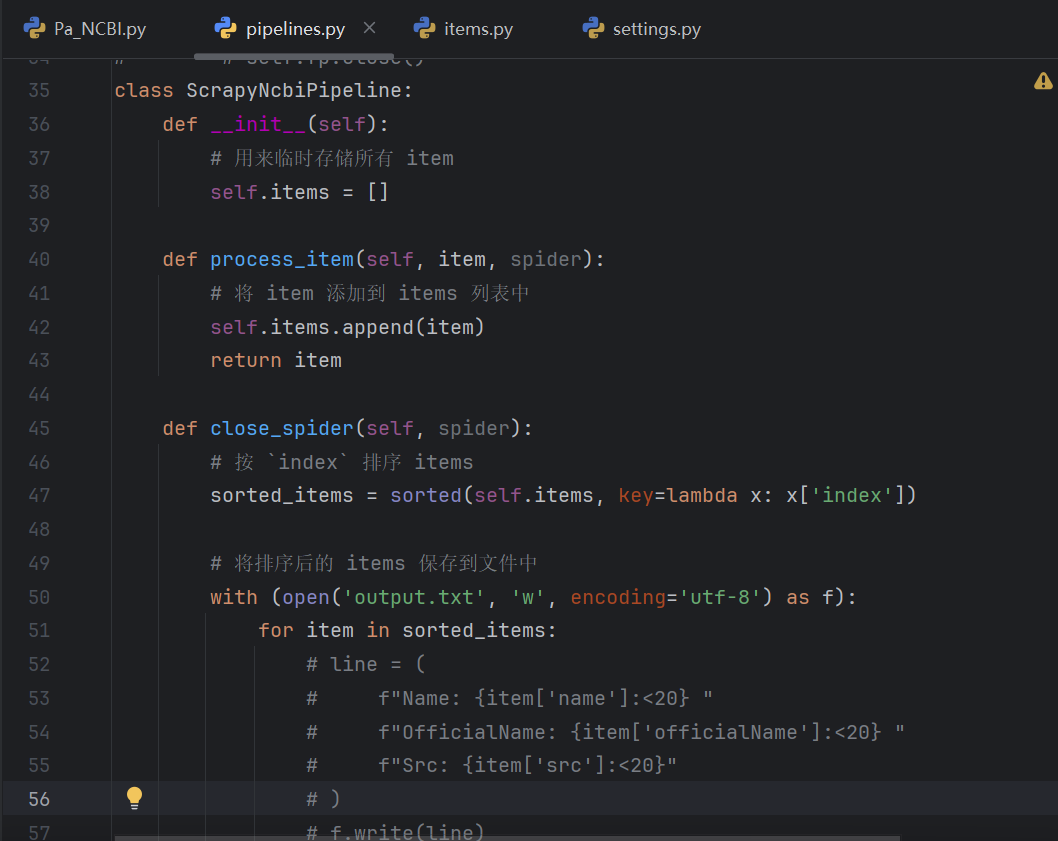 Pa_NCBI.py pipelines.py items.py settings.py
34 # # self.fp.close()
35 class ScrapyNcbiPipeline:
36 def __init__(self):
37 # 用来临时存储所有 item
38 self.items = []
39
40 def process_item(self, item, spider):
41 # 将 item 添加到 items 列表中
42 self.items.append(item)
43 return item
44
45 def close_spider(self, spider):
46 # 按 `index` 排序 items
47 sorted_items = sorted(self.items, key=lambda x: x['index'])
48
49 # 将排序后的 items 保存到文件中
50 with (open('output.txt', 'w', encoding='utf-8') as f):
51 for item in sorted_items:
52 # line = (
53 # f"Name: {item['name']:<20} "
54 # f"OfficialName: {item['officialName']:<20} "
55 # f"Src: {item['src']:<20}"
56 # )
57 # f.write(line)